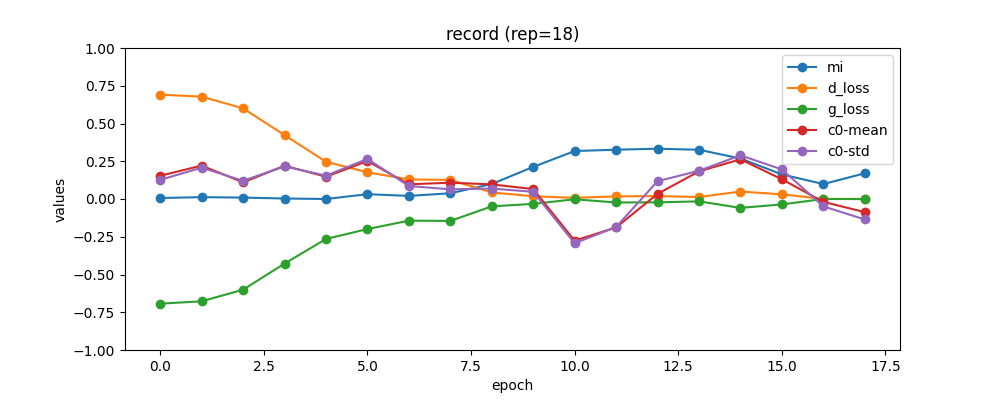 record (rep=18)
1.00
0.75
0.50
0.25
0.00
−0.25
−0.50
−0.75
−1.00
values
mi
d_loss
g_loss
c0-mean
c0-std
0.0 2.5 5.0 7.5 10.0 12.5 15.0 17.5
epoch